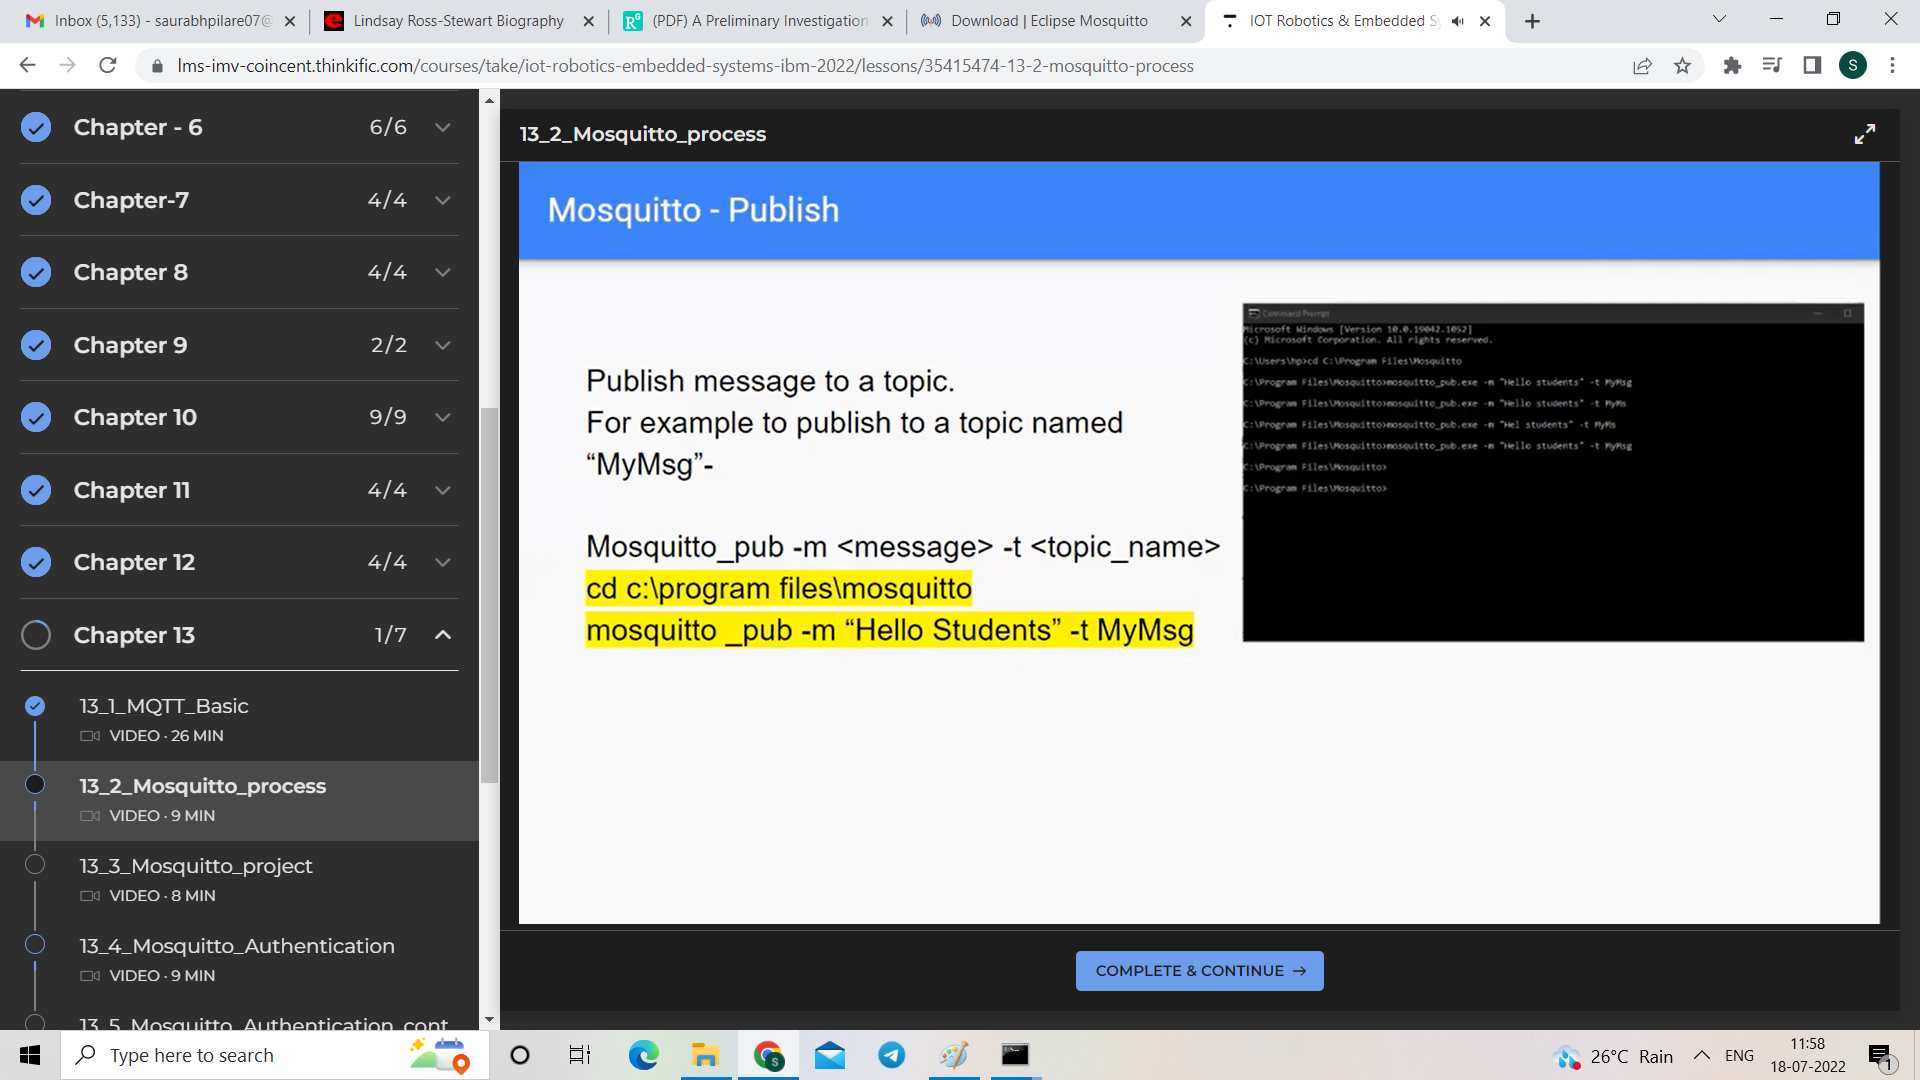 Inbox (5,133) - saurabhpilare07@
Lindsay Ross-Stewart Biography
(PDF) A Preliminary Investigation
Download | Eclipse Mosquitto
IOT Robotics & Embedded Sy
lms-imv-coincent.thinkific.com/courses/take/iot-robotics-embedded-systems-ibm-2022/lessons/35415474-13-2-mosquitto-process
S
Chapter - 6 6/6
Chapter-7 4/4
Chapter 8 4/4
Chapter 9 2/2
Chapter 10 9/9
Chapter 11 4/4
Chapter 12 4/4
Chapter 13 1/7
13_1_MQTT_Basic
VIDEO · 26 MIN
13_2_Mosquitto_process
VIDEO · 9 MIN
13_3_Mosquitto_project
VIDEO · 8 MIN
13_4_Mosquitto_Authentication
VIDEO · 9 MIN
13_5_Mosquitto_Authentication_cont
13_2_Mosquitto_process
Mosquitto - Publish
Publish message to a topic.
For example to publish to a topic named
“MyMsg”-
Mosquitto_pub -m <message> -t <topic_name>
cd c:\program files\mosquitto
mosquitto _pub -m “Hello Students” -t MyMsg
Command Prompt
Microsoft Windows [Version 10.0.19042.1052]
(c) Microsoft Corporation. All rights reserved.
C:\Users\hp>cd C:\Program Files\Mosquitto
C:\Program Files\Mosquitto>mosquitto_pub.exe -m "Hello students" -t MyMsg
C:\Program Files\Mosquitto>mosquitto_pub.exe -m "Hello students" -t MyMs
C:\Program Files\Mosquitto>mosquitto_pub.exe -m "Hel students" -t MyMs
C:\Program Files\Mosquitto>mosquitto_pub.exe -m "Hello students" -t MyMsg
C:\Program Files\Mosquitto>
C:\Program Files\Mosquitto>
COMPLETE & CONTINUE →
Type here to search
26°C Rain
ENG
11:58
18-07-2022
1